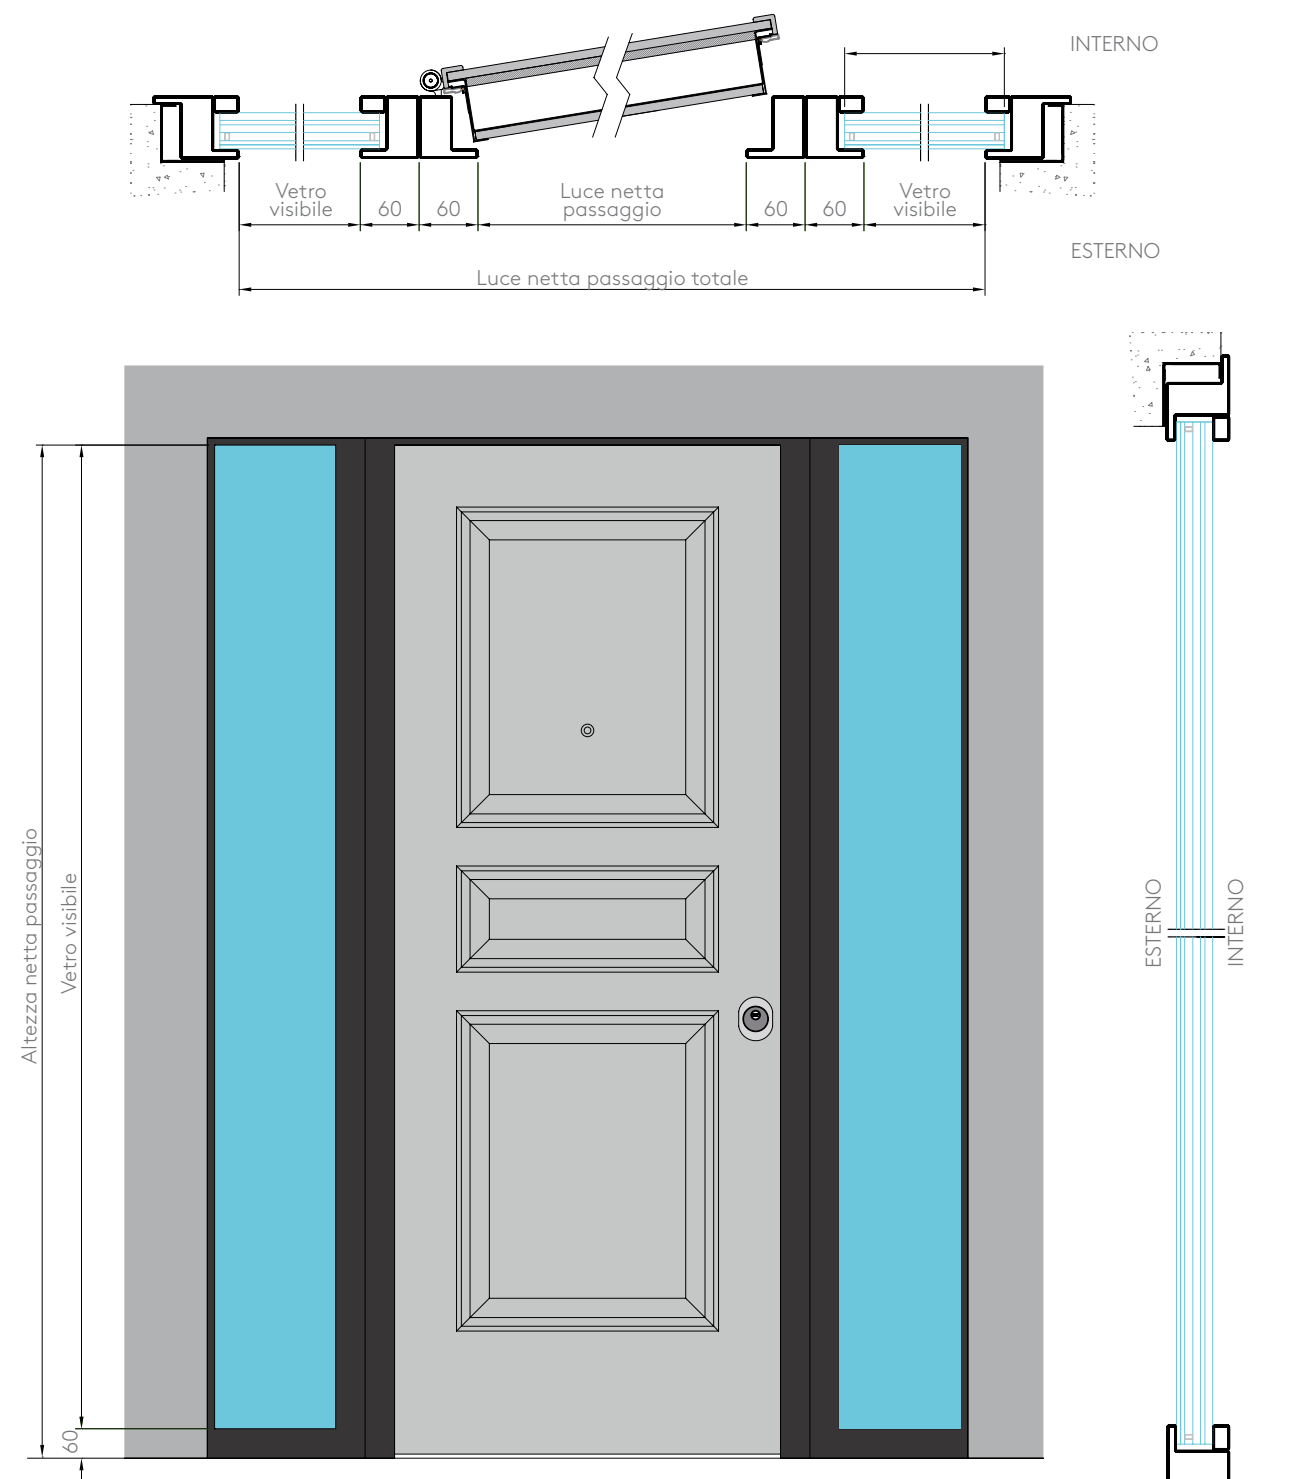 INTERNO
Vetro
visibile
60
60
Luce netta
passaggio
60
60
Vetro
visibile
ESTERNO
Luce netta passaggio totale
Altezza netta passaggio
Vetro visibile
60
ESTERNO
INTERNO